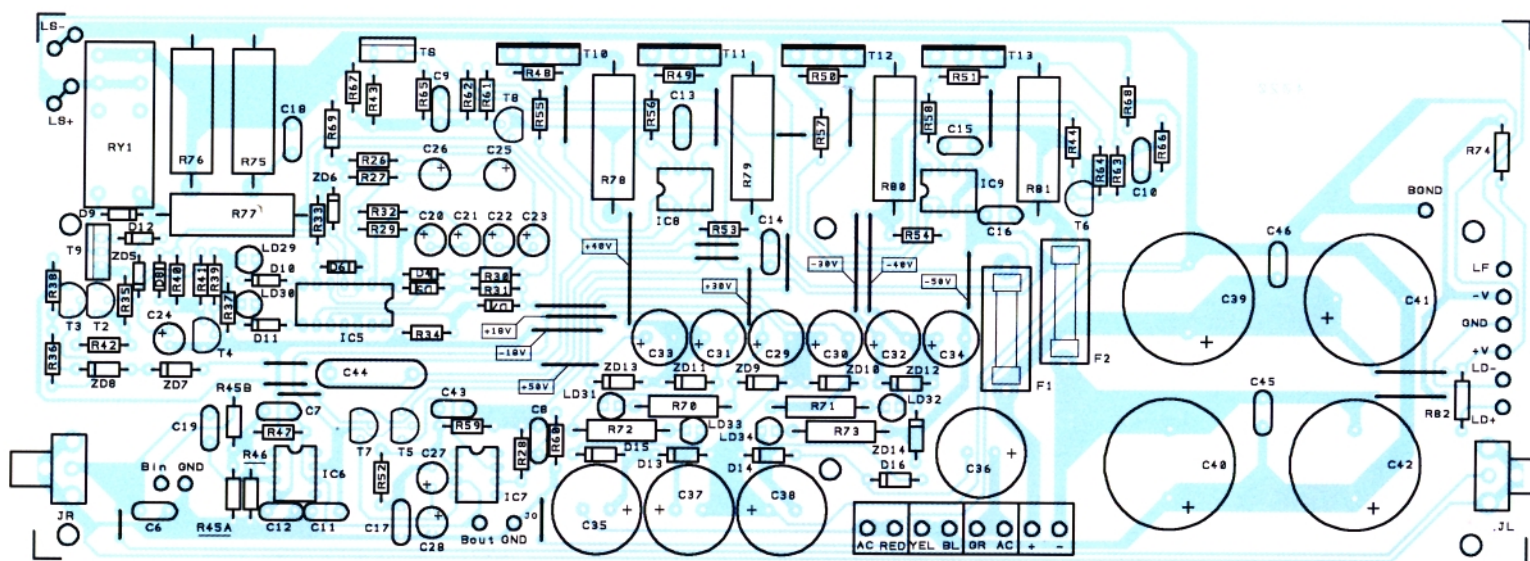 LS-
LS+
RY1
R76
R75
C18
R69
R67
R43
TS
R65
C9
R62
R61
T8
R55
T10
R48
R78
R56
T11
R49
C13
R79
T12
R50
R57
R80
T13
R51
R58
C15
R81
R44
R64
R63
R68
C10
R66
R74
C26
C25
R26
R27
ZD6
IC8
IC9
C16
T6
BGND
D9
D12
R77
R33
R32
R29
C20
C21
C22
C23
R53
C14
R54
T9
ZD5
D8
R40
R41
R39
LD29
D10
D6
D4
R30
R31
+40V
+30V
-30V
-40V
-50V
C46
LF
-V
GND
+V
LD-
LD+
R38
T3
T2
R35
C24
T4
R37
LD30
D11
IC5
R34
+18V
-18V
+50V
C33
C31
C29
C30
C32
C34
F1
F2
C39
C41
R36
R42
ZD8
ZD7
R45B
C44
ZD13
ZD11
ZD9
ZD10
ZD12
LD31
R70
R71
LD32
C45
R82
C19
C7
R47
T7
T5
C43
R59
C8
R28
R60
R72
LD33
LD34
R73
ZD14
D15
D13
D14
D16
C36
C40
C42
Bin GND
R46
IC6
R52
C27
IC7
C35
C37
C38
JR
C6
R45A
C12
C11
C17
C28
Bout GND
J0
AC RED YEL BL GR AC + -
JL